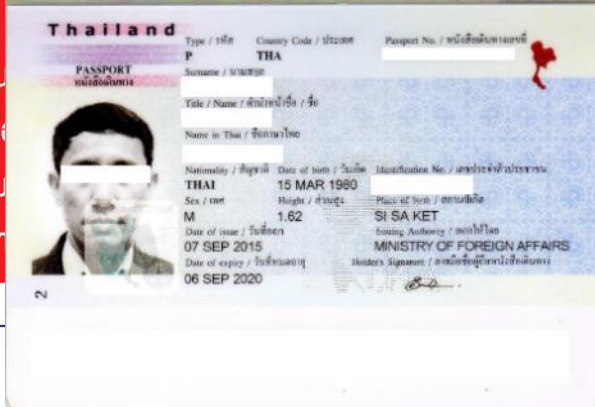 Thailand
PASSPORT
หนังสือเดินทาง
Type / รหัส Country Code / ประเทศ Passport No. / หนังสือเดินทางเลขที่
P THA
Surname / นามสกุล
Title / Name / คำนำหน้าชื่อ / ชื่อ
Name in Thai / ชื่อภาษาไทย
Nationality / สัญชาติ Date of birth / วันเกิด Identification No. / เลขประจำตัวประชาชน
THAI 15 MAR 1980
Sex / เพศ Height / ส่วนสูง Place of birth / สถานที่เกิด
M 1.62 SI SA KET
Date of issue / วันที่ออก Issuing Authority / ออกให้โดย
07 SEP 2015 MINISTRY OF FOREIGN AFFAIRS
Date of expiry / วันที่หมดอายุ Holder's Signature / ลายมือชื่อผู้ถือหนังสือเดินทาง
06 SEP 2020
2